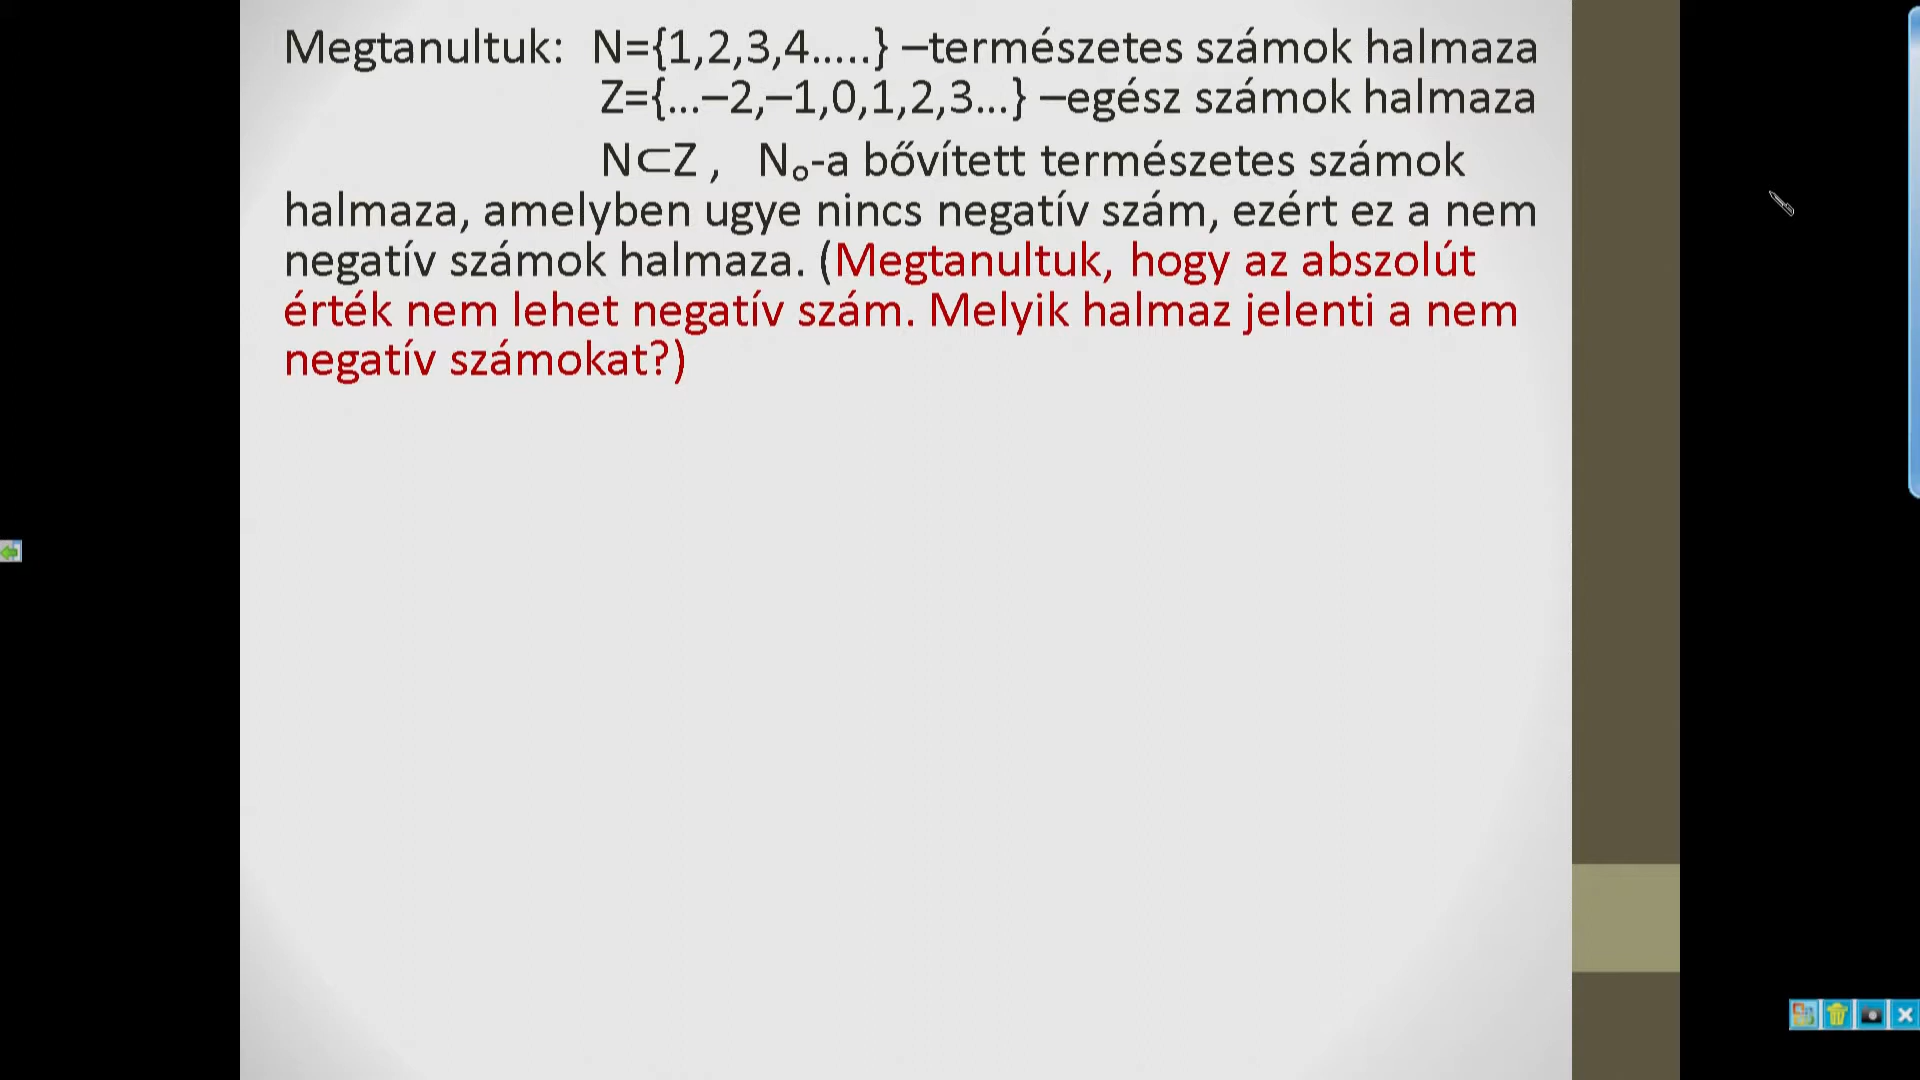 Megtanultuk: N={1,2,3,4.....} –természetes számok halmaza
Z={...–2,–1,0,1,2,3...} –egész számok halmaza
N⊂Z , N₀-a bővített természetes számok
halmaza, amelyben ugye nincs negatív szám, ezért ez a nem
negatív számok halmaza. (Megtanultuk, hogy az abszolút
érték nem lehet negatív szám. Melyik halmaz jelenti a nem
negatív számokat?)